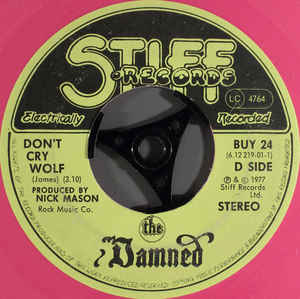 STIFF
·RECORDS·
LC 4764
Electrically Recorded
DON'T CRY WOLF
(James) (3.10)
PRODUCED BY
NICK MASON
Rock Music Co.
BUY 24
(6.12 219-01-1)
D SIDE
℗ & © 1977
Stiff Records
Ltd.
STEREO
the
Damned